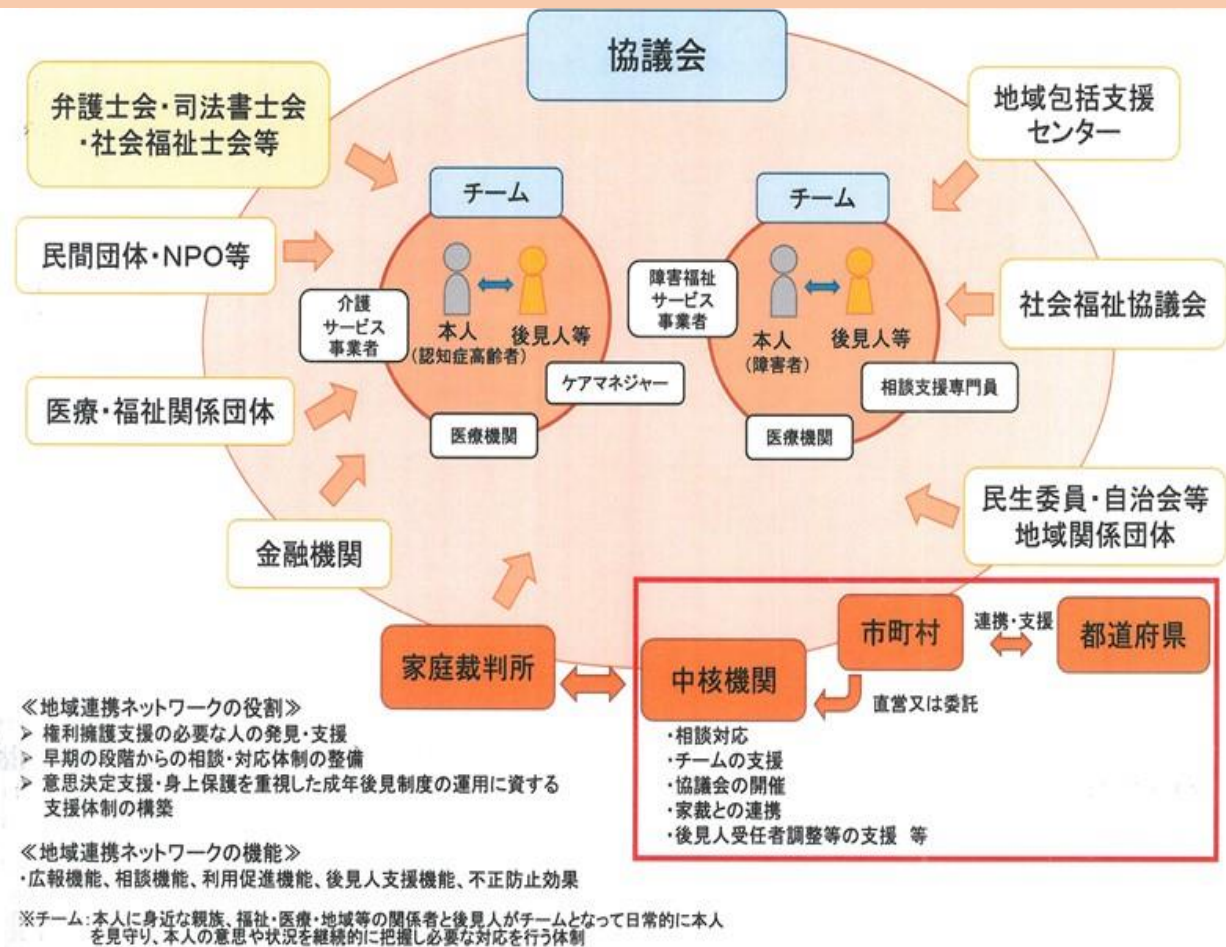 協議会
弁護士会・司法書士会
・社会福祉士会等
地域包括支援
センター
チーム
チーム
民間団体・NPO等
介護
サービス
事業者
本人
(認知症高齢者)
後見人等
ケアマネジャー
医療機関
障害福祉
サービス
事業者
本人
(障害者)
後見人等
相談支援専門員
医療機関
社会福祉協議会
医療・福祉関係団体
金融機関
民生委員・自治会等
地域関係団体
家庭裁判所
中核機関
市町村
連携・支援
都道府県
直営又は委託
・相談対応
・チームの支援
・協議会の開催
・家裁との連携
・後見人受任者調整等の支援 等
≪地域連携ネットワークの役割≫
➢ 権利擁護支援の必要な人の発見・支援
➢ 早期の段階からの相談・対応体制の整備
➢ 意思決定支援・身上保護を重視した成年後見制度の運用に資する
支援体制の構築
≪地域連携ネットワークの機能≫
・広報機能、相談機能、利用促進機能、後見人支援機能、不正防止効果
※チーム:本人に身近な親族、福祉・医療・地域等の関係者と後見人がチームとなって日常的に本人
を見守り、本人の意思や状況を継続的に把握し必要な対応を行う体制